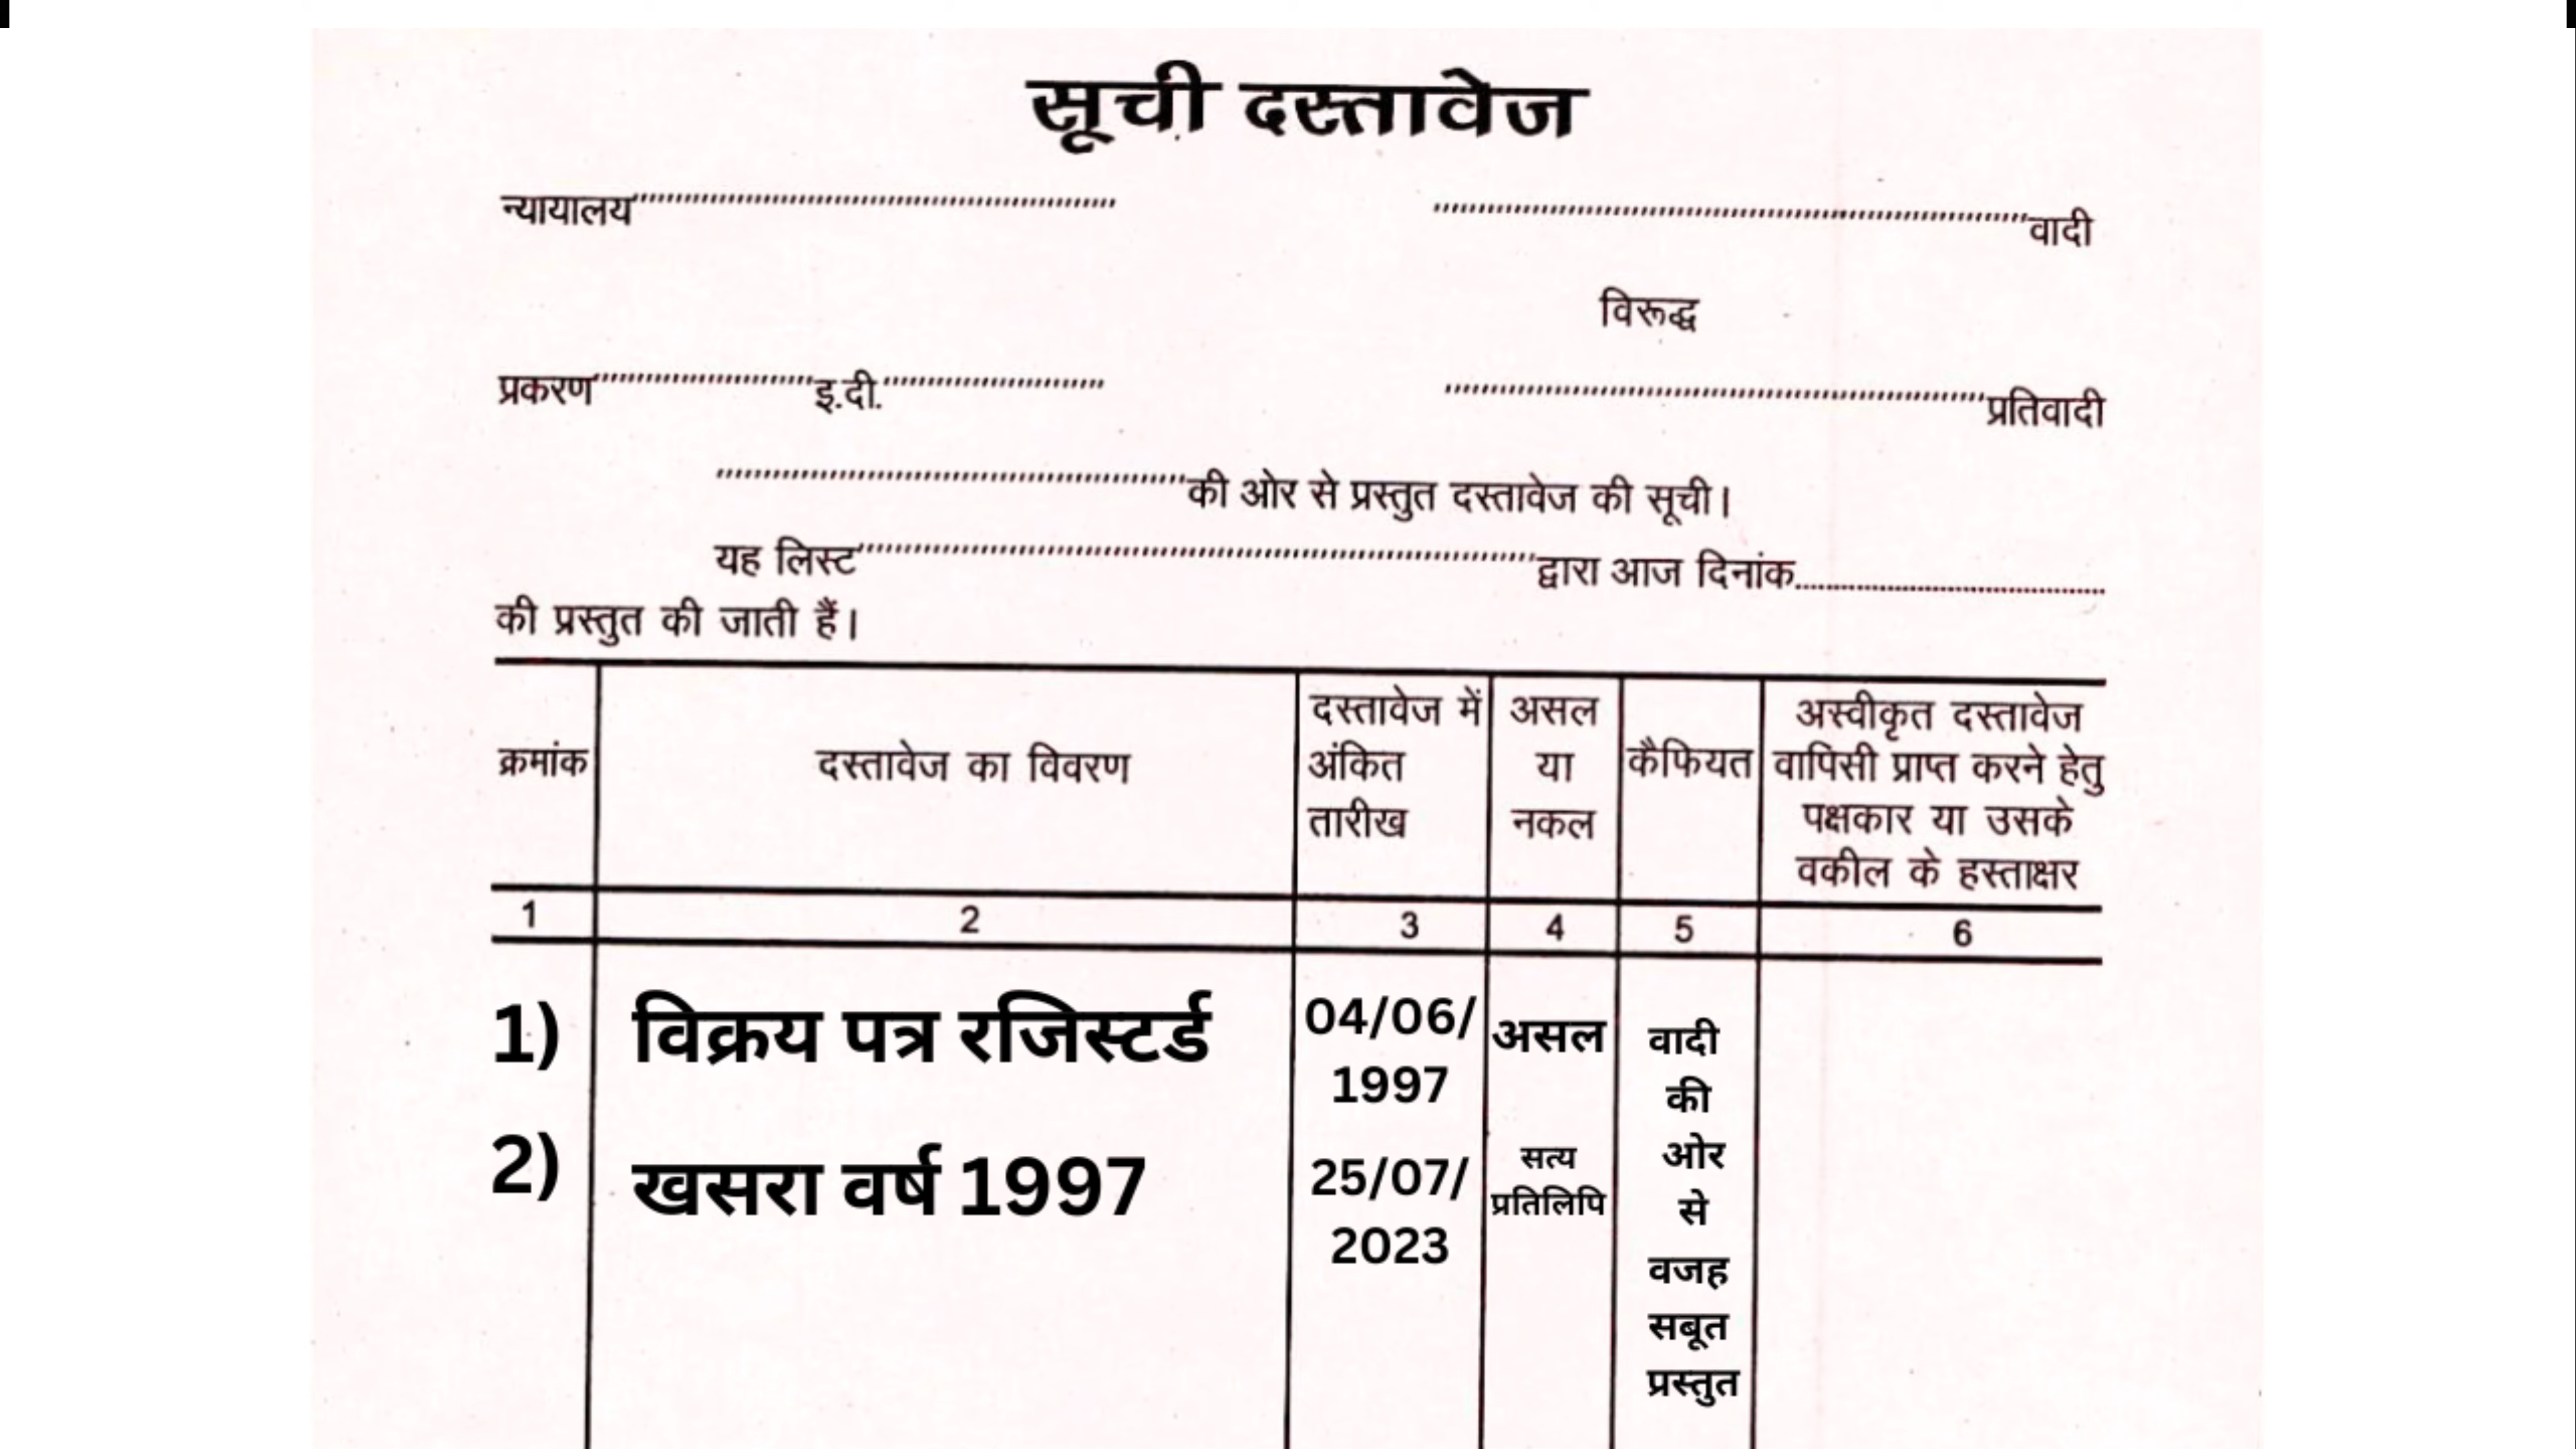 सूची दस्तावेज
न्यायालय.................................................... ....................................................वादी
विरूद्ध
प्रकरण........................इ.दी......................... ....................................................प्रतिवादी
....................................................की ओर से प्रस्तुत दस्तावेज की सूची।
यह लिस्ट....................................................द्वारा आज दिनांक....................................
की प्रस्तुत की जाती हैं।
क्रमांक
दस्तावेज का विवरण
दस्तावेज में
अंकित
तारीख
असल
या
नकल
कैफियत
अस्वीकृत दस्तावेज
वापिसी प्राप्त करने हेतु
पक्षकार या उसके
वकील के हस्ताक्षर
1 2 3 4 5 6
1) विक्रय पत्र रजिस्टर्ड
04/06/
1997
असल
2) खसरा वर्ष 1997
25/07/
2023
सत्य
प्रतिलिपि
वादी
की
ओर
से
वजह
सबूत
प्रस्तुत